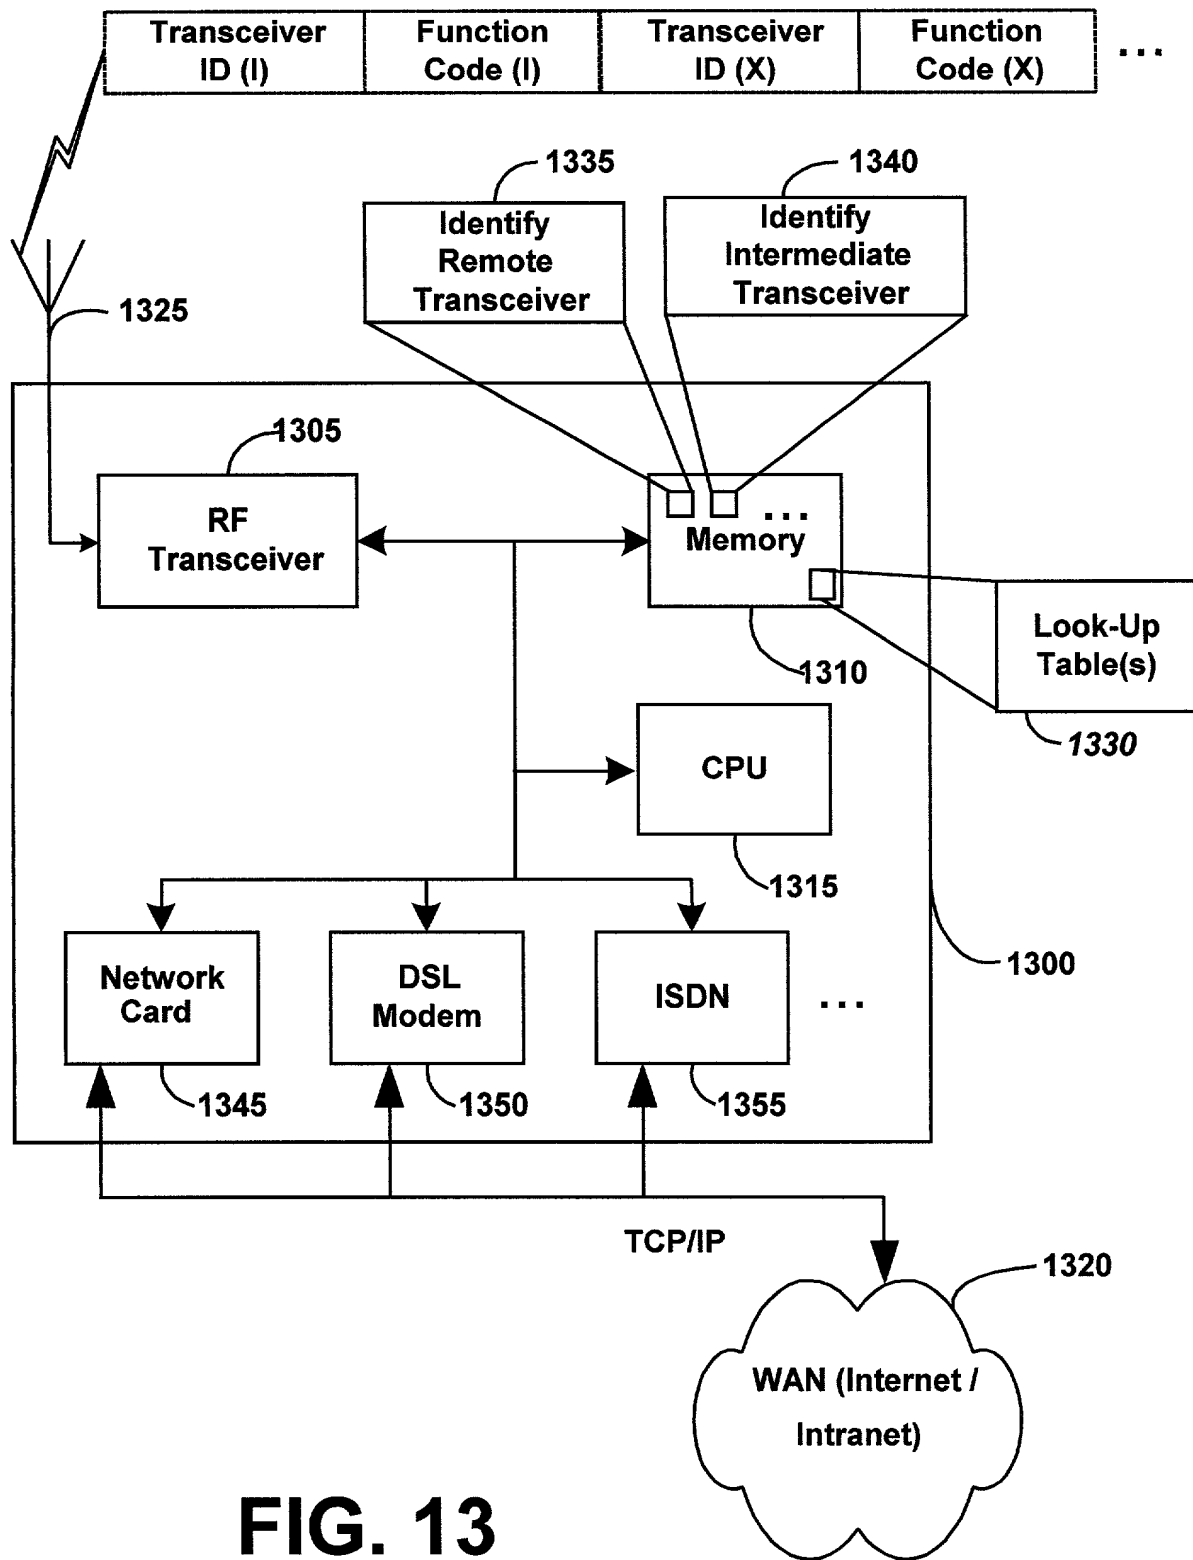 Transceiver ID (I)
Function Code (I)
Transceiver ID (X)
Function Code (X)
...
1335
1340
Identify
Remote
Transceiver
Identify
Intermediate
Transceiver
1325
1305
RF
Transceiver
...
Memory
1310
Look-Up
Table(s)
1330
CPU
1315
1300
Network
Card
DSL
Modem
ISDN
...
1345
1350
1355
TCP/IP
1320
WAN (Internet /
Intranet)
FIG. 13